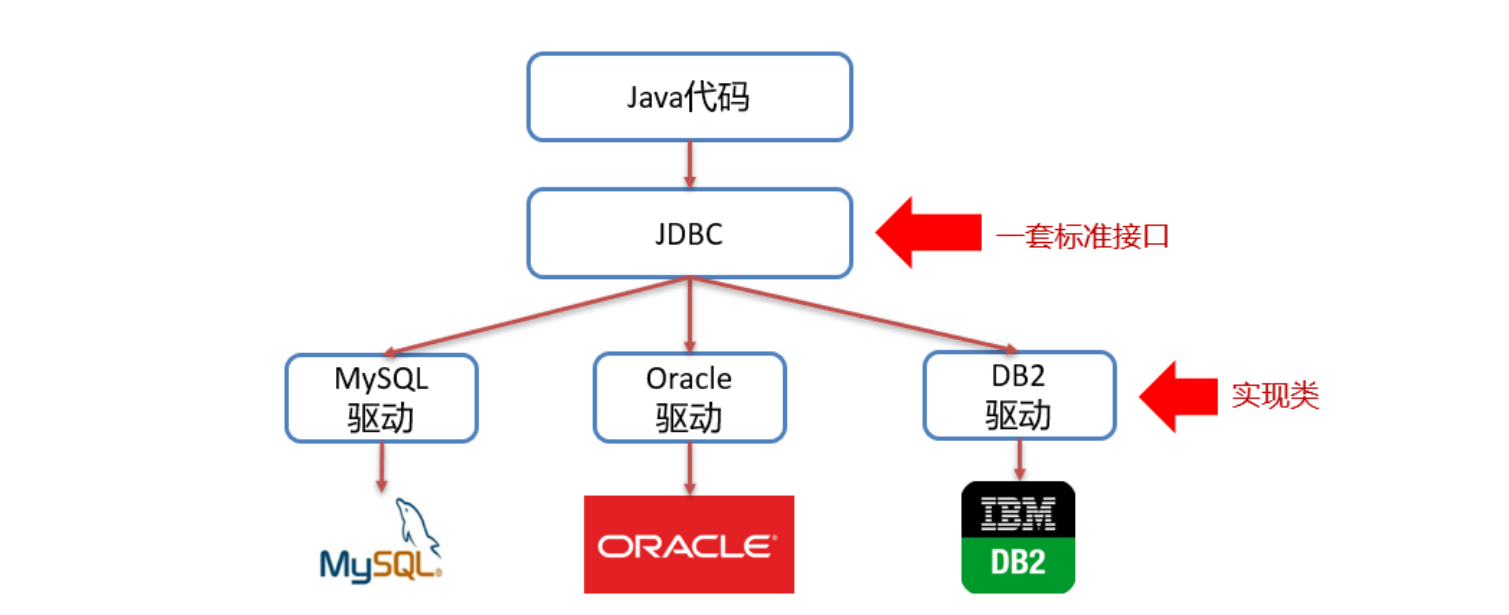 Java代码
JDBC
一套标准接口
MySQL
驱动
Oracle
驱动
DB2
驱动
实现类
MySQL®
ORACLE®
IBM
DB2